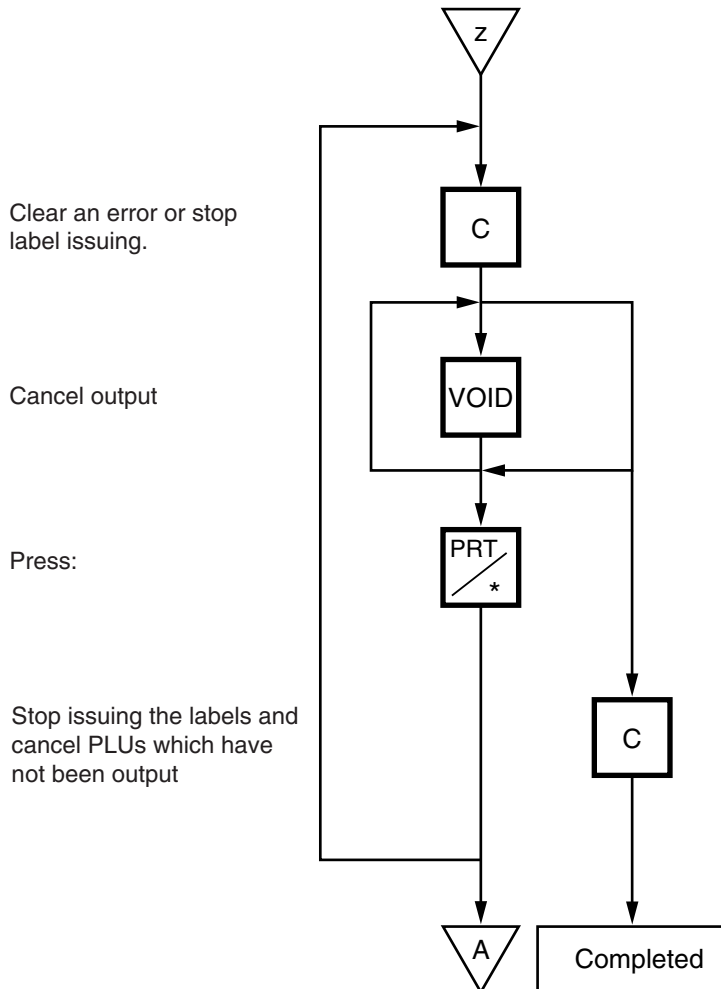 z
Clear an error or stop
label issuing.
C
Cancel output
VOID
Press:
PRT
*
Stop issuing the labels and
cancel PLUs which have
not been output
C
A
Completed